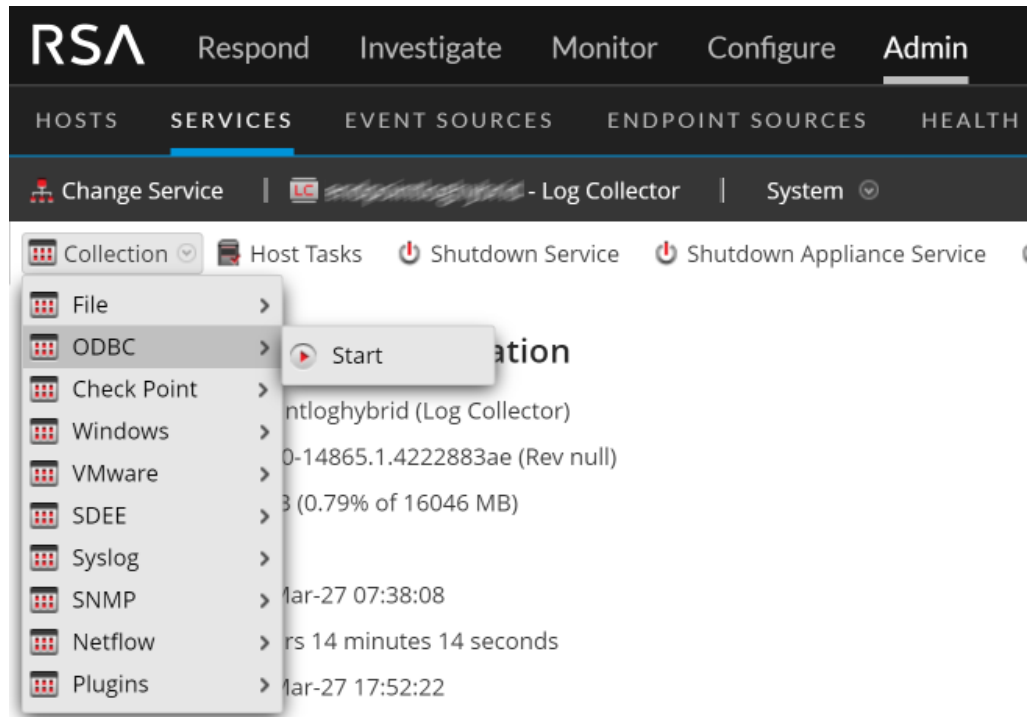 RSA Respond Investigate Monitor Configure Admin
HOSTS SERVICES EVENT SOURCES ENDPOINT SOURCES HEALTH
Change Service | LC - Log Collector | System
Collection Host Tasks Shutdown Service Shutdown Appliance Service
File
ODBC Start ation
Check Point
ntloghybrid (Log Collector)
Windows
0-14865.1.4222883ae (Rev null)
VMware
(0.79% of 16046 MB)
SDEE
Syslog
SNMP
Mar-27 07:38:08
Netflow
rs 14 minutes 14 seconds
Plugins
Mar-27 17:52:22